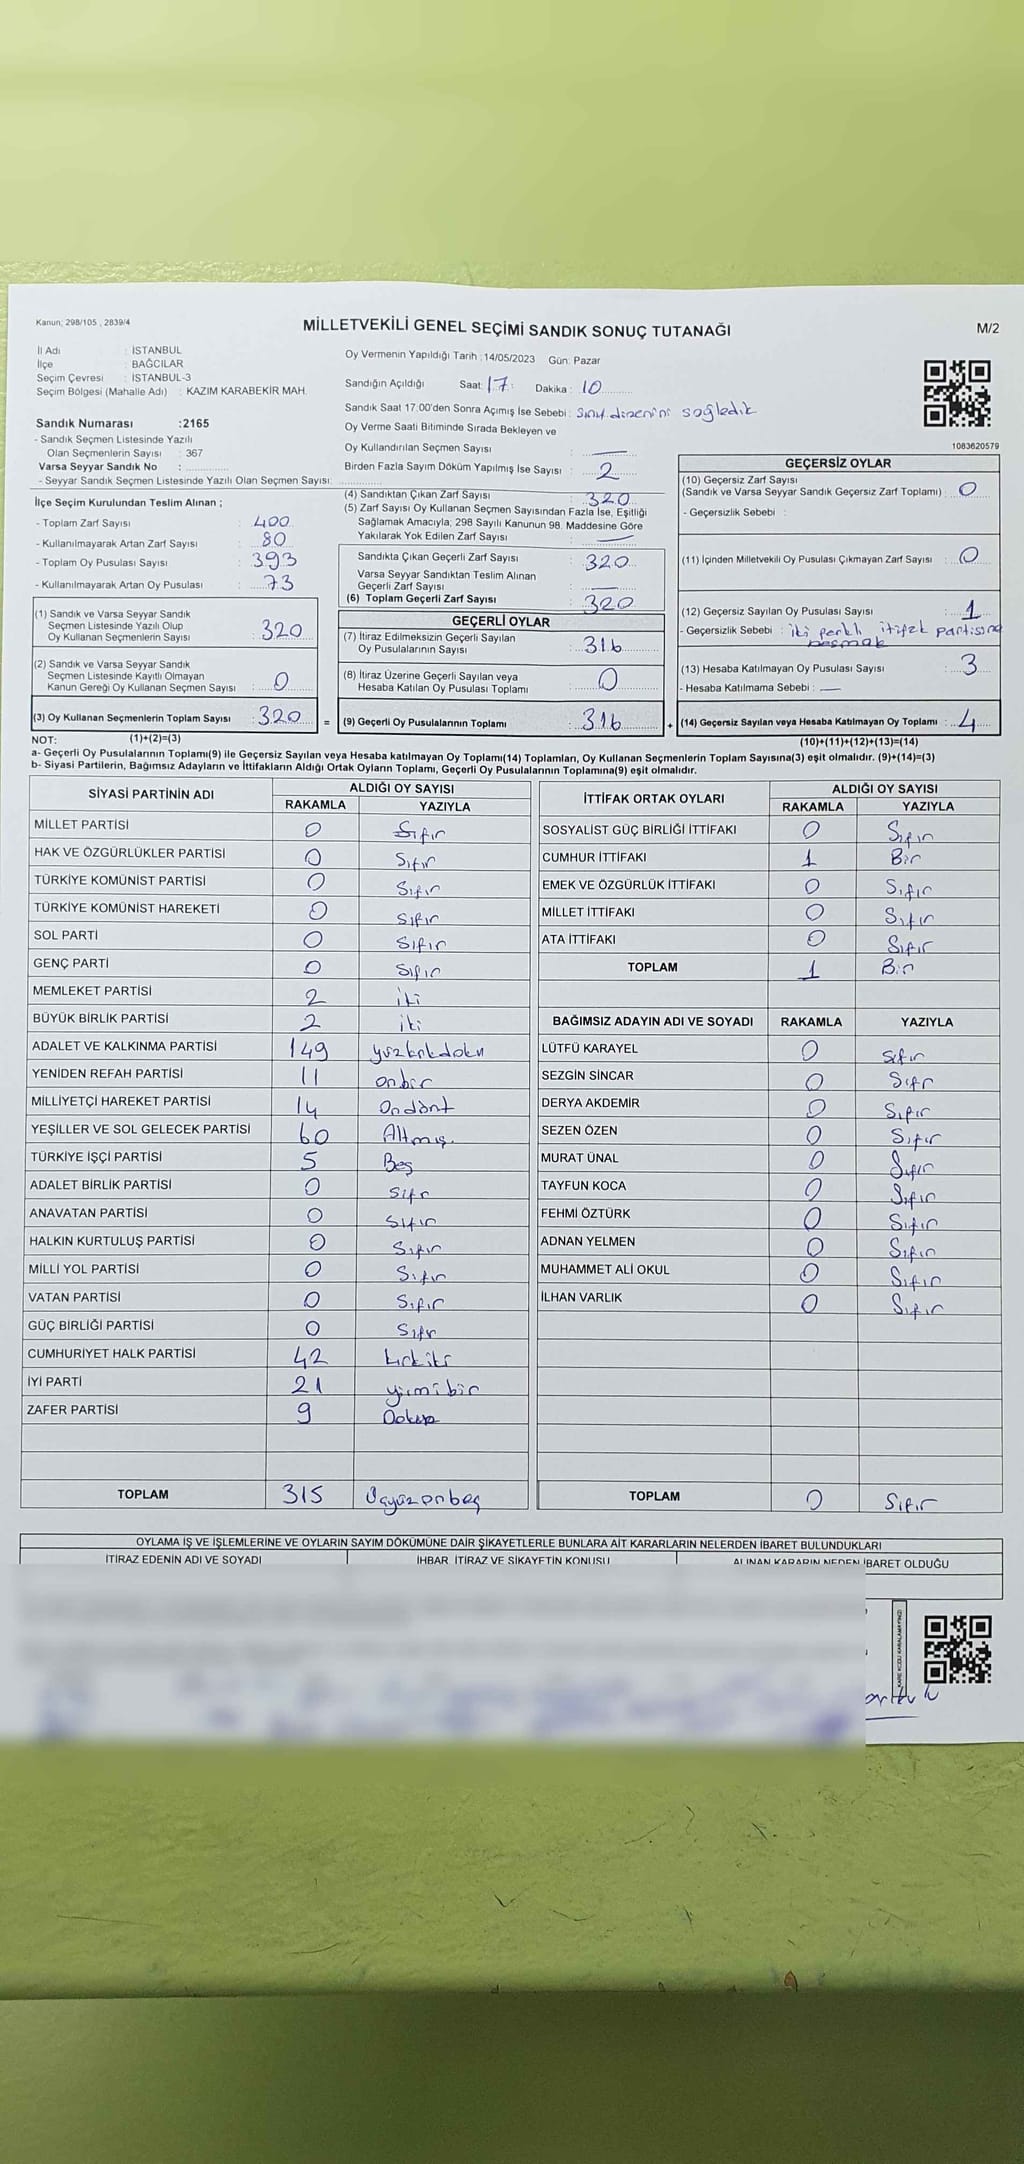 Kanun; 298/105 , 2839/4
MİLLETVEKİLİ GENEL SEÇİMİ SANDIK SONUÇ TUTANAĞI
M/2
İl Adı : İSTANBUL
İlçe : BAĞCILAR
Seçim Çevresi : İSTANBUL-3
Seçim Bölgesi (Mahalle Adı) : KAZIM KARABEKİR MAH.
Sandık Numarası :2165
- Sandık Seçmen Listesinde Yazılı
Olan Seçmenlerin Sayısı : 367
Varsa Seyyar Sandık No :
- Seyyar Sandık Seçmen Listesinde Yazılı Olan Seçmen Sayısı:
Oy Vermenin Yapıldığı Tarih :14/05/2023 Gün: Pazar
Sandığın Açıldığı Saat: 17 Dakika : 10
Sandık Saat 17:00'den Sonra Açımış İse Sebebi : Sınıf düzenini sağladık
Oy Verme Saati Bitiminde Sırada Bekleyen ve
Oy Kullandırılan Seçmen Sayısı : —
Birden Fazla Sayım Döküm Yapılmış İse Sayısı : 2
1083620579
İlçe Seçim Kurulundan Teslim Alınan ;
- Toplam Zarf Sayısı : 400
- Kullanılmayarak Artan Zarf Sayısı : 80
- Toplam Oy Pusulası Sayısı : 393
- Kullanılmayarak Artan Oy Pusulası : 73
(1) Sandık ve Varsa Seyyar Sandık
Seçmen Listesinde Yazılı Olup
Oy Kullanan Seçmenlerin Sayısı : 320
(2) Sandık ve Varsa Seyyar Sandık
Seçmen Listesinde Kayıtlı Olmayan
Kanun Gereği Oy Kullanan Seçmen Sayısı : 0
(3) Oy Kullanan Seçmenlerin Toplam Sayısı : 320 =
(4) Sandıktan Çıkan Zarf Sayısı : 320
(5) Zarf Sayısı Oy Kullanan Seçmen Sayısından Fazla İse, Eşitliği
Sağlamak Amacıyla; 298 Sayılı Kanunun 98. Maddesine Göre
Yakılarak Yok Edilen Zarf Sayısı : —
Sandıkta Çıkan Geçerli Zarf Sayısı : 320
Varsa Seyyar Sandıktan Teslim Alınan
Geçerli Zarf Sayısı : —
(6) Toplam Geçerli Zarf Sayısı : 320
GEÇERLİ OYLAR
(7) İtiraz Edilmeksizin Geçerli Sayılan
Oy Pusulalarının Sayısı : 316
(8) İtiraz Üzerine Geçerli Sayılan veya
Hesaba Katılan Oy Pusulası Toplamı : 0
(9) Geçerli Oy Pusulalarının Toplamı : 316 +
GEÇERSİZ OYLAR
(10) Geçersiz Zarf Sayısı
(Sandık ve Varsa Seyyar Sandık Geçersiz Zarf Toplamı) : 0
- Geçersizlik Sebebi :
(11) İçinden Milletvekili Oy Pusulası Çıkmayan Zarf Sayısı : 0
(12) Geçersiz Sayılan Oy Pusulası Sayısı : 1
- Geçersizlik Sebebi : iki farklı itifak partisine
basmak
(13) Hesaba Katılmayan Oy Pusulası Sayısı : 3
- Hesaba Katılmama Sebebi : —
(14) Geçersiz Sayılan veya Hesaba Katılmayan Oy Toplamı : 4
NOT: (1)+(2)=(3) (10)+(11)+(12)+(13)=(14)
a- Geçerli Oy Pusulalarının Toplamı(9) ile Geçersiz Sayılan veya Hesaba katılmayan Oy Toplamı(14) Toplamları, Oy Kullanan Seçmenlerin Toplam Sayısına(3) eşit olmalıdır. (9)+(14)=(3)
b- Siyasi Partilerin, Bağımsız Adayların ve İttifakların Aldığı Ortak Oyların Toplamı, Geçerli Oy Pusulalarının Toplamına(9) eşit olmalıdır.
SİYASİ PARTİNİN ADI ALDIĞI OY SAYISI
RAKAMLA YAZIYLA
MİLLET PARTİSİ 0 Sıfır
HAK VE ÖZGÜRLÜKLER PARTİSİ 0 Sıfır
TÜRKİYE KOMÜNİST PARTİSİ 0 Sıfır
TÜRKİYE KOMÜNİST HAREKETİ 0 Sıfır
SOL PARTİ 0 Sıfır
GENÇ PARTİ 0 Sıfır
MEMLEKET PARTİSİ 2 iki
BÜYÜK BİRLİK PARTİSİ 2 iki
ADALET VE KALKINMA PARTİSİ 149 yüzkırkdoku
YENİDEN REFAH PARTİSİ 11 onbir
MİLLİYETÇİ HAREKET PARTİSİ 14 Ondört
YEŞİLLER VE SOL GELECEK PARTİSİ 60 Altmış
TÜRKİYE İŞÇİ PARTİSİ 5 Beş
ADALET BİRLİK PARTİSİ 0 Sıfr
ANAVATAN PARTİSİ 0 Sıfır
HALKIN KURTULUŞ PARTİSİ 0 Sıfır
MİLLİ YOL PARTİSİ 0 Sıfır
VATAN PARTİSİ 0 Sıfır
GÜÇ BİRLİĞİ PARTİSİ 0 Sıfr
CUMHURİYET HALK PARTİSİ 42 kırkiki
İYİ PARTİ 21 yirmibir
ZAFER PARTİSİ 9 Dokuz
TOPLAM 315 Üçyüzonbeş
İTTİFAK ORTAK OYLARI ALDIĞI OY SAYISI
RAKAMLA YAZIYLA
SOSYALİST GÜÇ BİRLİĞİ İTTİFAKI 0 Sıfır
CUMHUR İTTİFAKI 1 Bir
EMEK VE ÖZGÜRLÜK İTTİFAKI 0 Sıfır
MİLLET İTTİFAKI 0 Sıfır
ATA İTTİFAKI 0 Sıfır
TOPLAM 1 Bir
BAĞIMSIZ ADAYIN ADI VE SOYADI RAKAMLA YAZIYLA
LÜTFÜ KARAYEL 0 Sıfır
SEZGİN SİNCAR 0 Sıfr
DERYA AKDEMİR 0 Sıfır
SEZEN ÖZEN 0 Sıfır
MURAT ÜNAL 0 Sıfır
TAYFUN KOCA 0 Sıfır
FEHMİ ÖZTÜRK 0 Sıfır
ADNAN YELMEN 0 Sıfır
MUHAMMET ALİ OKUL 0 Sıfır
İLHAN VARLIK 0 Sıfır
TOPLAM 0 Sıfır
OYLAMA İŞ VE İŞLEMLERİNE VE OYLARIN SAYIM DÖKÜMÜNE DAİR ŞİKAYETLERLE BUNLARA AİT KARARLARIN NELERDEN İBARET BULUNDUKLARI
İTİRAZ EDENİN ADI VE SOYADI İHBAR, İTİRAZ VE ŞİKAYETİN KONUSU ALINAN KARARIN NEDEN İBARET OLDUĞU
KARE KODU KARALAMAYINIZ!